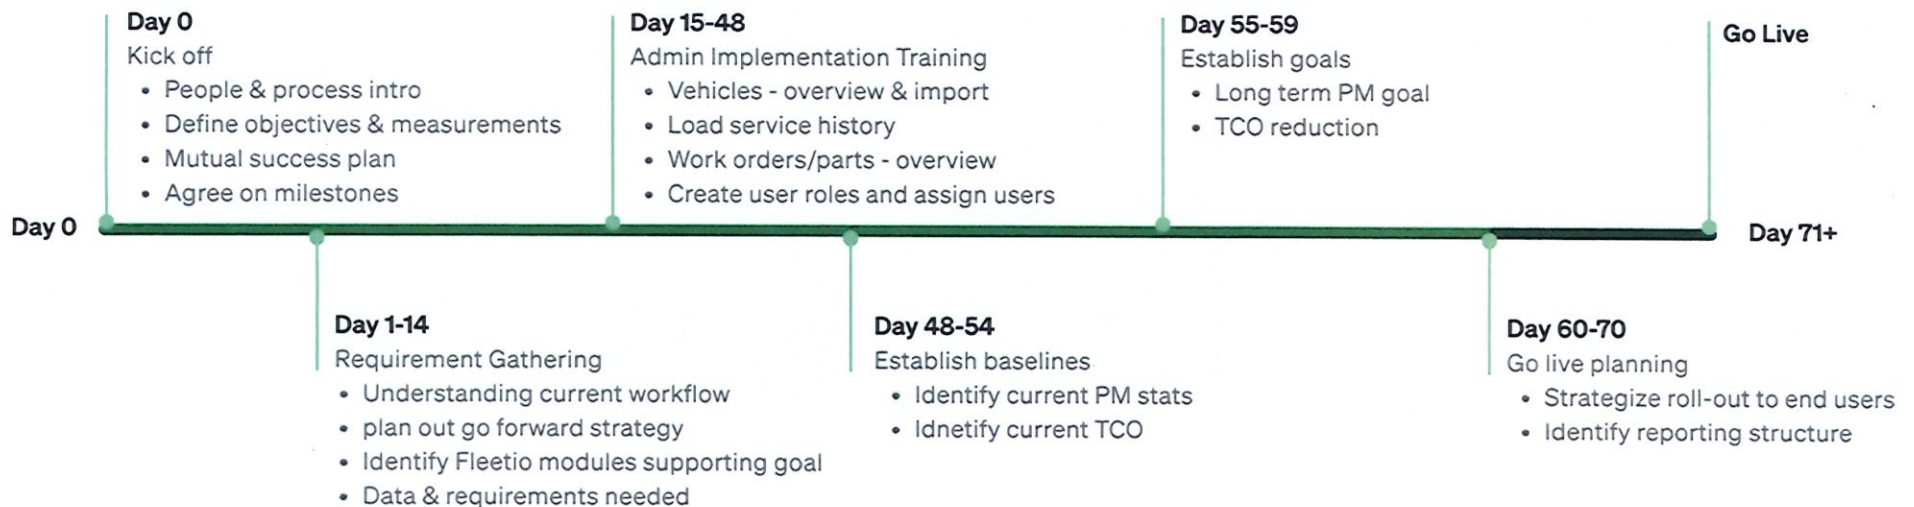 Day 0
Kick off
• People & process intro
• Define objectives & measurements
• Mutual success plan
• Agree on milestones
Day 15-48
Admin Implementation Training
• Vehicles - overview & import
• Load service history
• Work orders/parts - overview
• Create user roles and assign users
Day 55-59
Establish goals
• Long term PM goal
• TCO reduction
Go Live
Day 0
Day 71+
Day 1-14
Requirement Gathering
• Understanding current workflow
• plan out go forward strategy
• Identify Fleetio modules supporting goal
• Data & requirements needed
Day 48-54
Establish baselines
• Identify current PM stats
• Idnetify current TCO
Day 60-70
Go live planning
• Strategize roll-out to end users
• Identify reporting structure